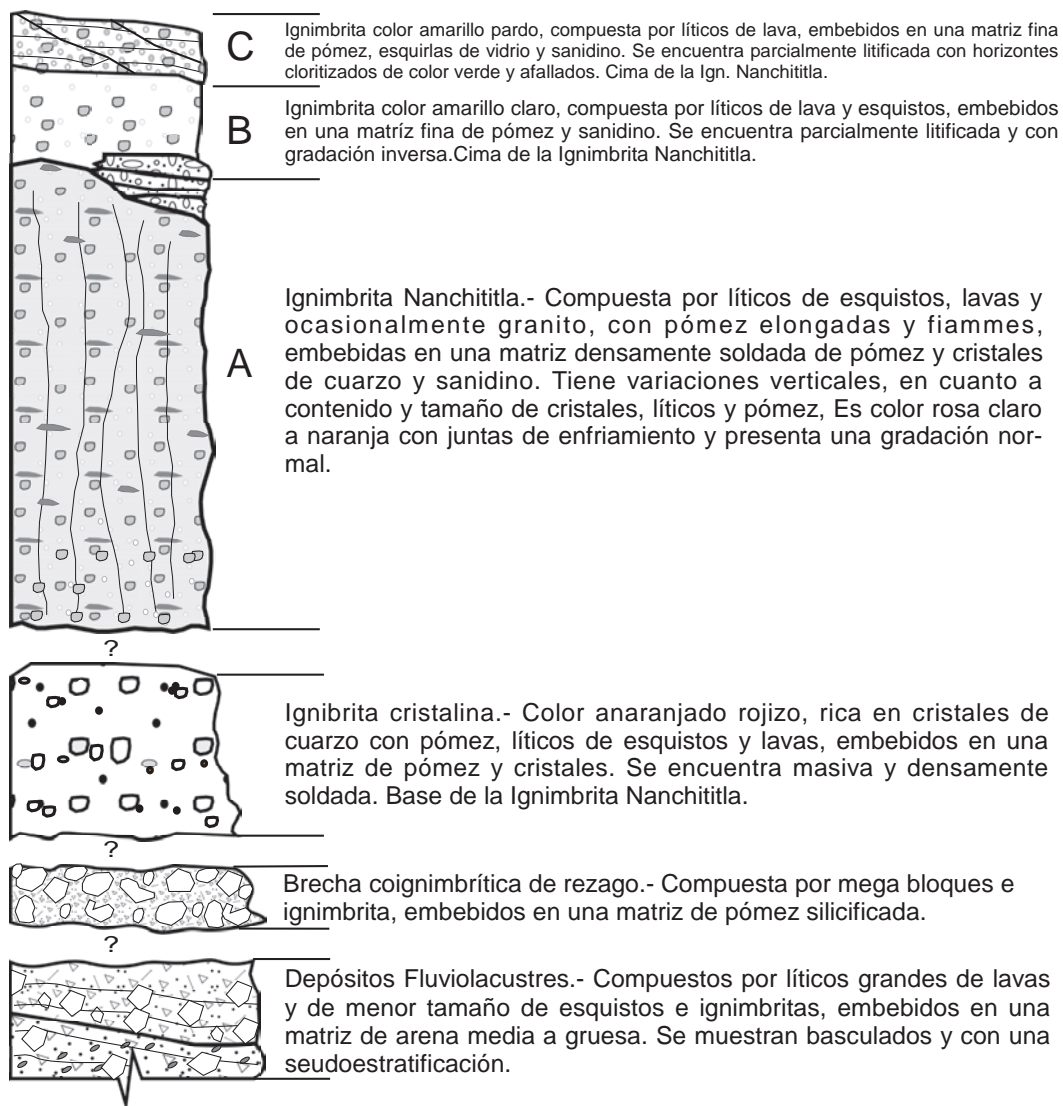 C
Ignimbrita color amarillo pardo, compuesta por líticos de lava, embebidos en una matriz fina
de pómez, esquirlas de vidrio y sanidino. Se encuentra parcialmente litificada con horizontes
cloritizados de color verde y afallados. Cima de la Ign. Nanchititla.
B
Ignimbrita color amarillo claro, compuesta por líticos de lava y esquistos, embebidos
en una matríz fina de pómez y sanidino. Se encuentra parcialmente litificada y con
gradación inversa.Cima de la Ignimbrita Nanchititla.
A
Ignimbrita Nanchititla.- Compuesta por líticos de esquistos, lavas y
ocasionalmente granito, con pómez elongadas y fiammes,
embebidas en una matriz densamente soldada de pómez y cristales
de cuarzo y sanidino. Tiene variaciones verticales, en cuanto a
contenido y tamaño de cristales, líticos y pómez, Es color rosa claro
a naranja con juntas de enfriamiento y presenta una gradación nor-
mal.
?
Ignibrita cristalina.- Color anaranjado rojizo, rica en cristales de
cuarzo con pómez, líticos de esquistos y lavas, embebidos en una
matriz de pómez y cristales. Se encuentra masiva y densamente
soldada. Base de la Ignimbrita Nanchititla.
?
Brecha coignimbrítica de rezago.- Compuesta por mega bloques e
ignimbrita, embebidos en una matriz de pómez silicificada.
?
Depósitos Fluviolacustres.- Compuestos por líticos grandes de lavas
y de menor tamaño de esquistos e ignimbritas, embebidos en una
matriz de arena media a gruesa. Se muestran basculados y con una
seudoestratificación.